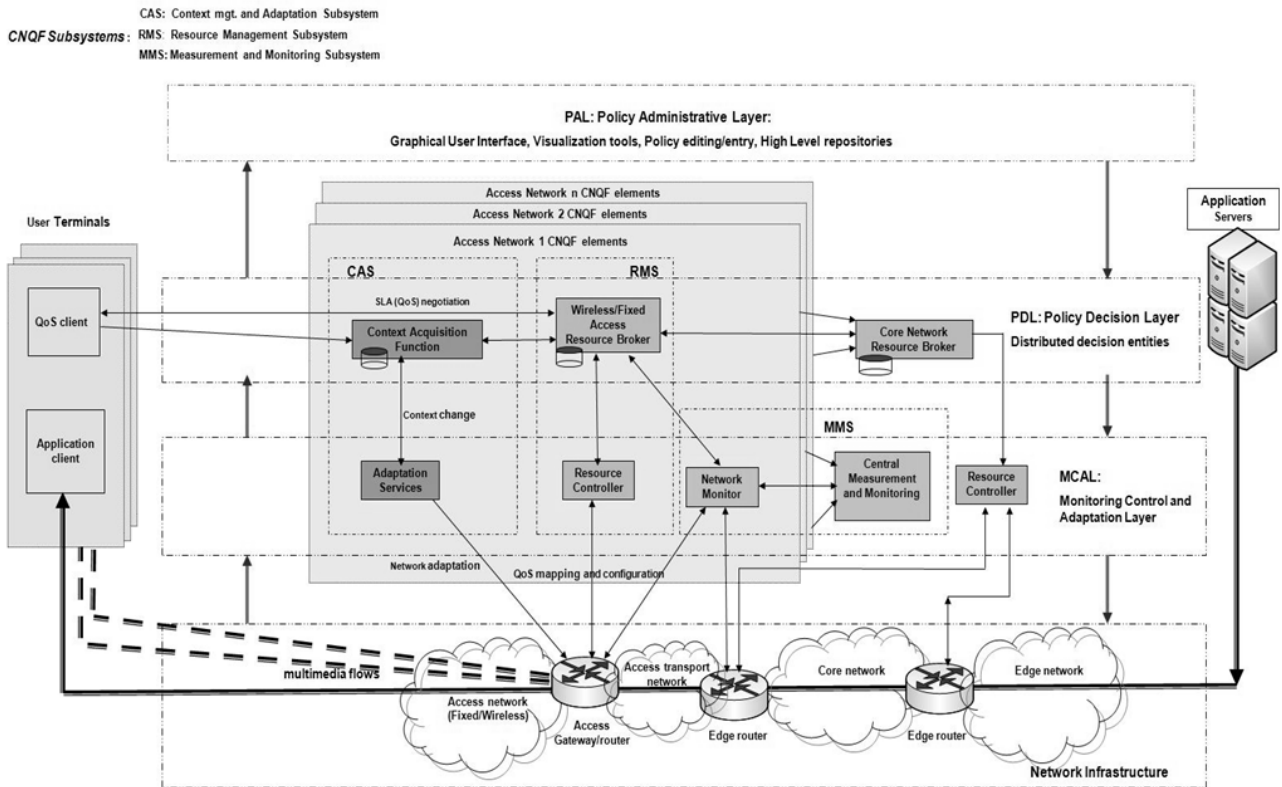 CAS: Context mgt. and Adaptation Subsystem
CNQF Subsystems: RMS: Resource Management Subsystem
MMS: Measurement and Monitoring Subsystem
PAL: Policy Administrative Layer:
Graphical User Interface, Visualization tools, Policy editing/entry, High Level repositories
Access Network n CNQF elements
Access Network 2 CNQF elements
Access Network 1 CNQF elements
User Terminals
Application
Servers
CAS
RMS
SLA (QoS) negotiation
QoS client
Context Acquisition
Function
Wireless/Fixed
Access
Resource Broker
Core Network
Resource Broker
PDL: Policy Decision Layer
Distributed decision entities
Context change
MMS
Application
client
Adaptation
Services
Resource
Controller
Network
Monitor
Central
Measurement
and Monitoring
Resource
Controller
MCAL:
Monitoring Control and
Adaptation Layer
Network adaptation
QoS mapping and configuration
multimedia flows
Access network
(Fixed/Wireless)
Access
Gateway/router
Access transport
network
Edge router
Core network
Edge router
Edge network
Network Infrastructure